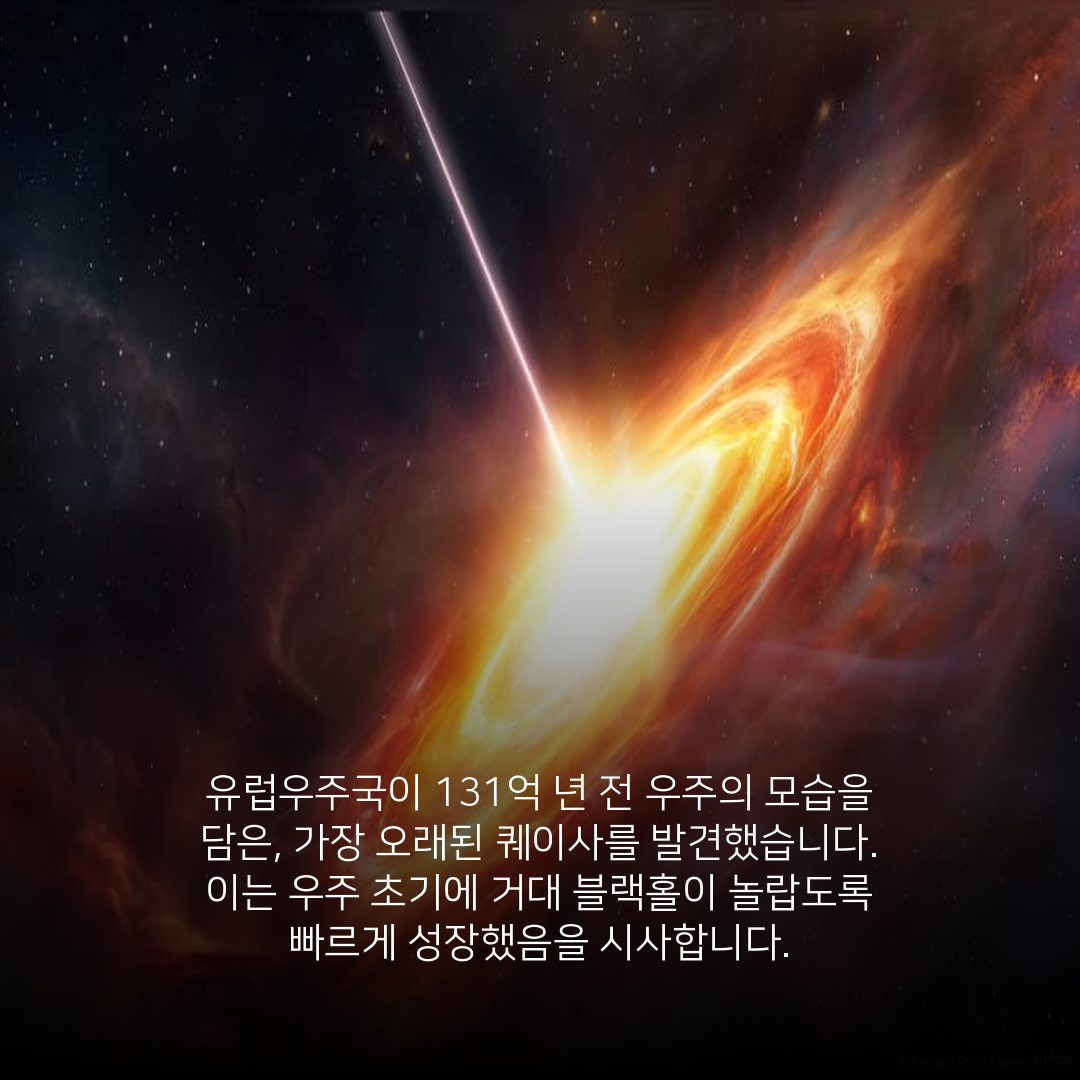 유럽우주국이 131억 년 전 우주의 모습을
담은, 가장 오래된 퀘이사를 발견했습니다.
이는 우주 초기에 거대 블랙홀이 놀랍도록
빠르게 성장했음을 시사합니다.